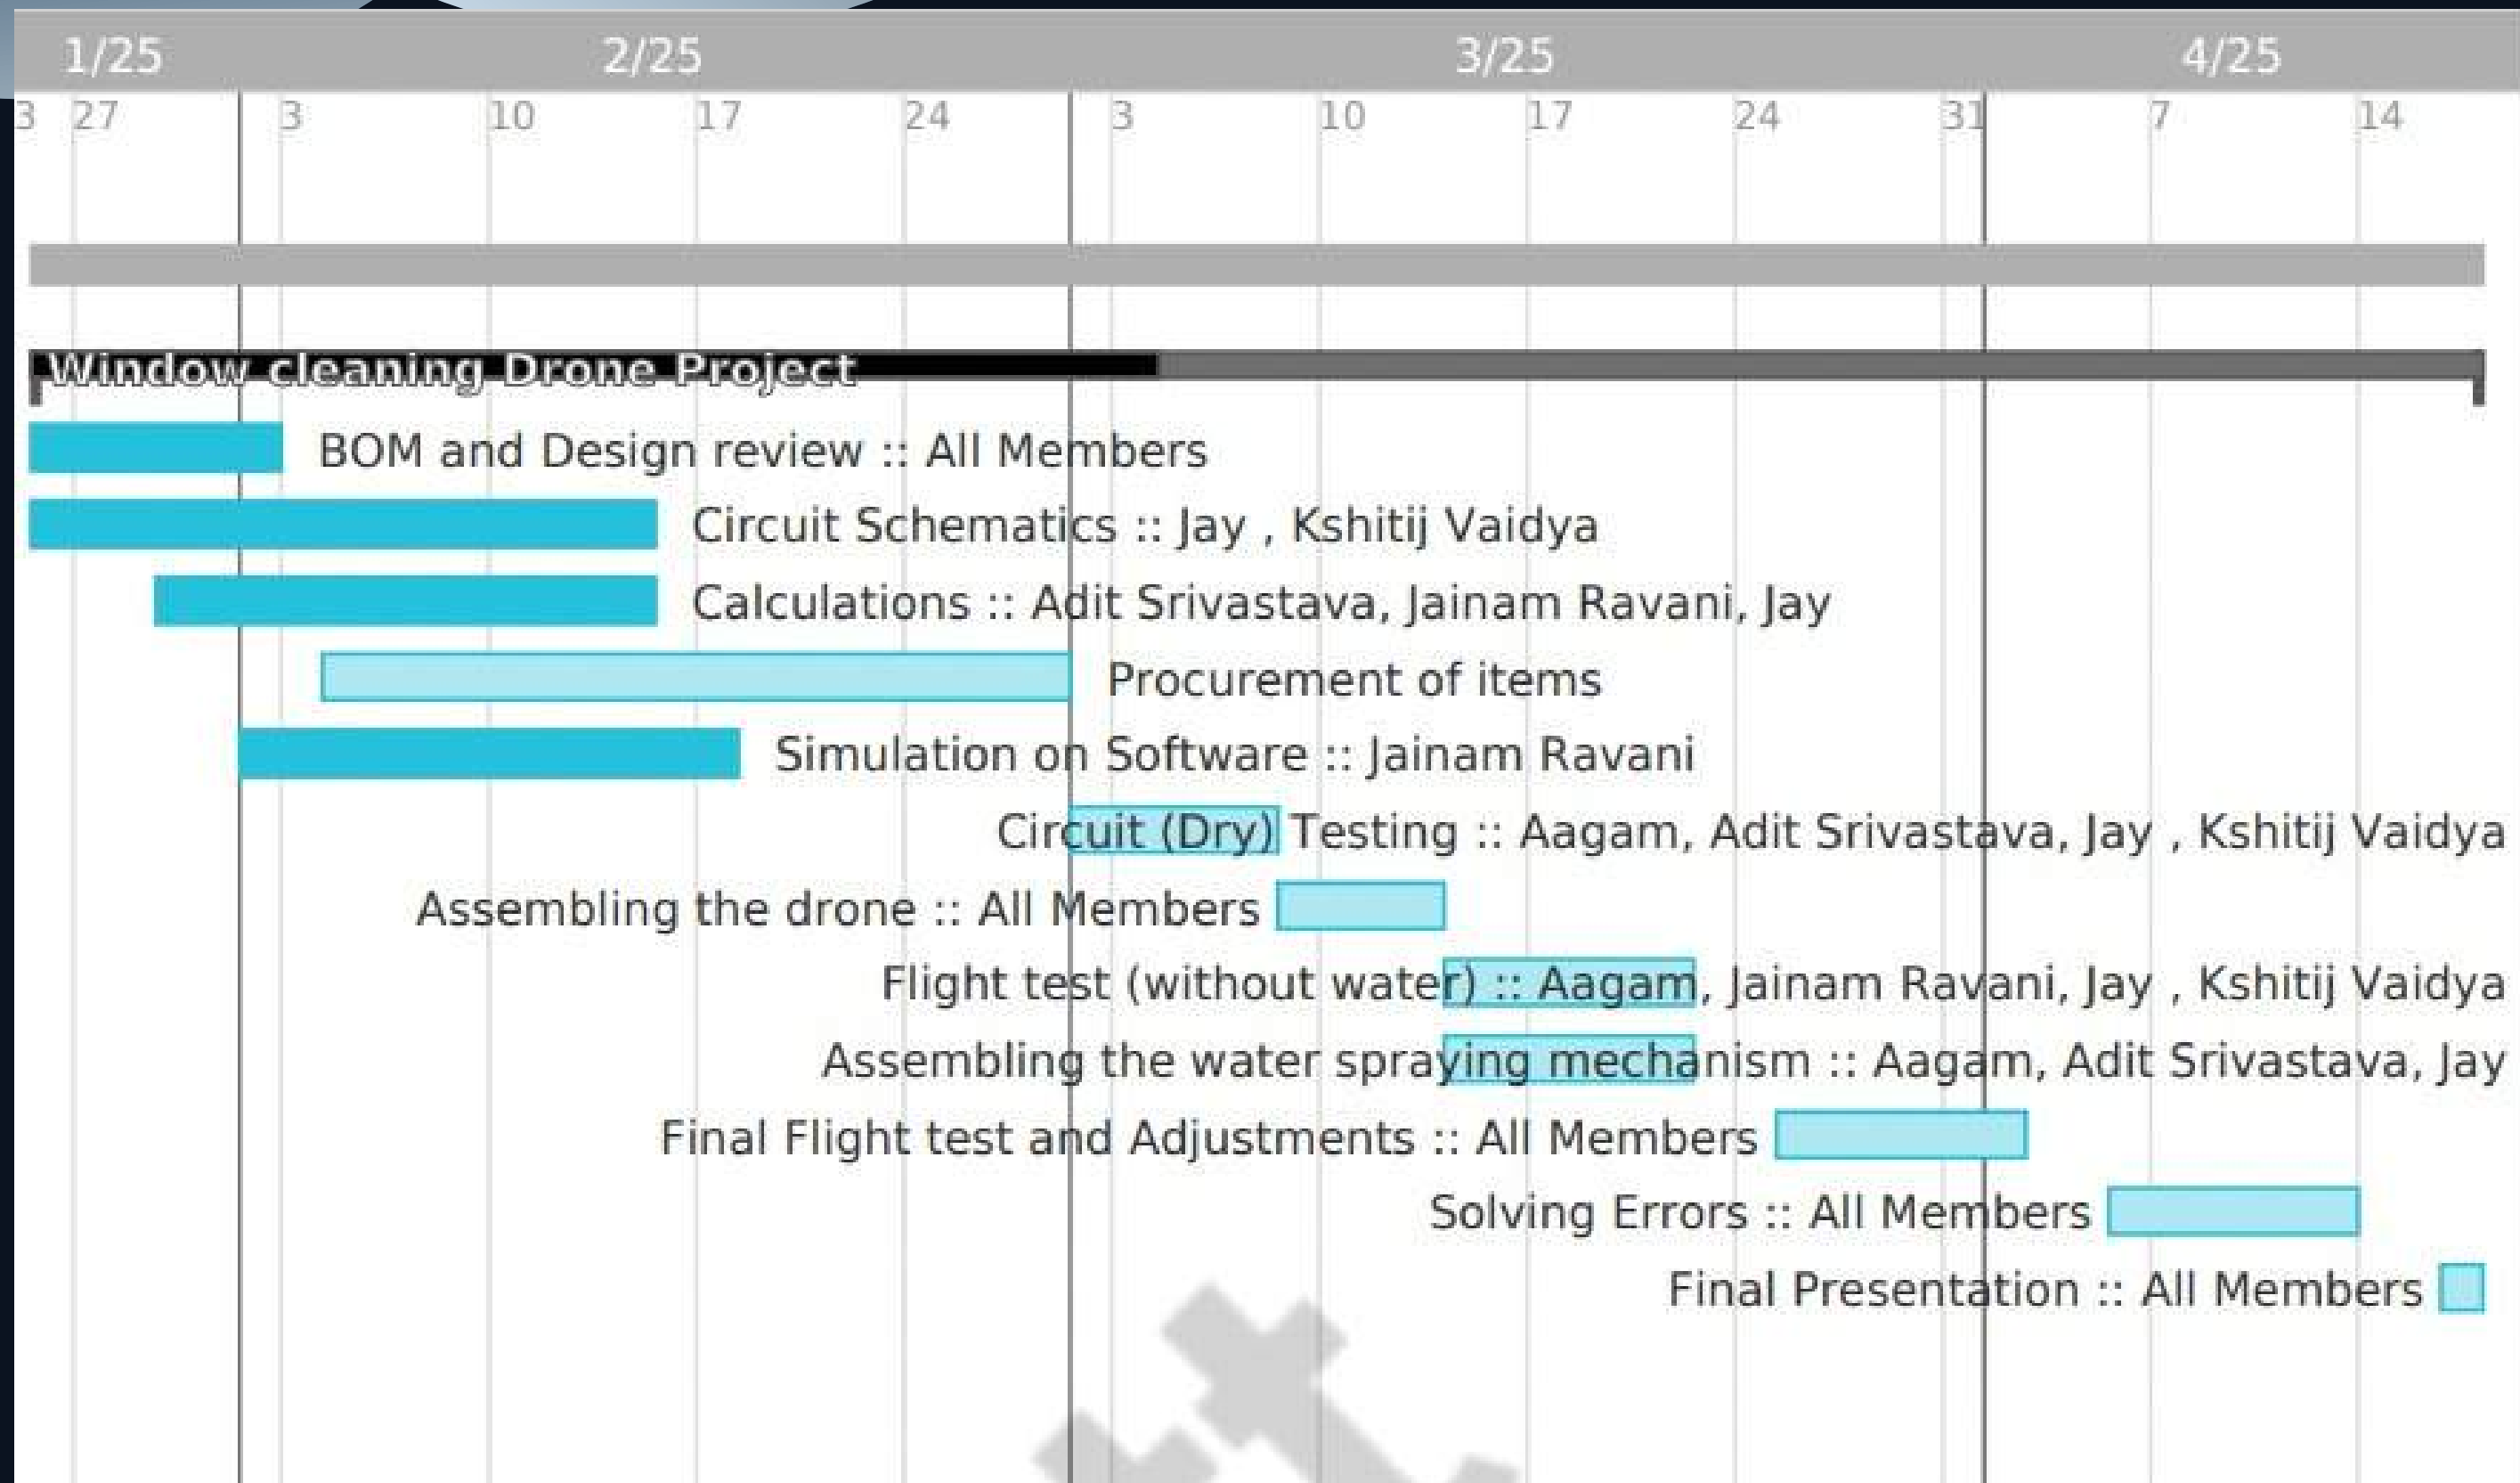 1/25 2/25 3/25 4/25
3 27 3 10 17 24 3 10 17 24 31 7 14
Window cleaning Drone Project
BOM and Design review :: All Members
Circuit Schematics :: Jay , Kshitij Vaidya
Calculations :: Adit Srivastava, Jainam Ravani, Jay
Procurement of items
Simulation on Software :: Jainam Ravani
Circuit (Dry) Testing :: Aagam, Adit Srivastava, Jay , Kshitij Vaidya
Assembling the drone :: All Members
Flight test (without water) :: Aagam, Jainam Ravani, Jay , Kshitij Vaidya
Assembling the water spraying mechanism :: Aagam, Adit Srivastava, Jay
Final Flight test and Adjustments :: All Members
Solving Errors :: All Members
Final Presentation :: All Members